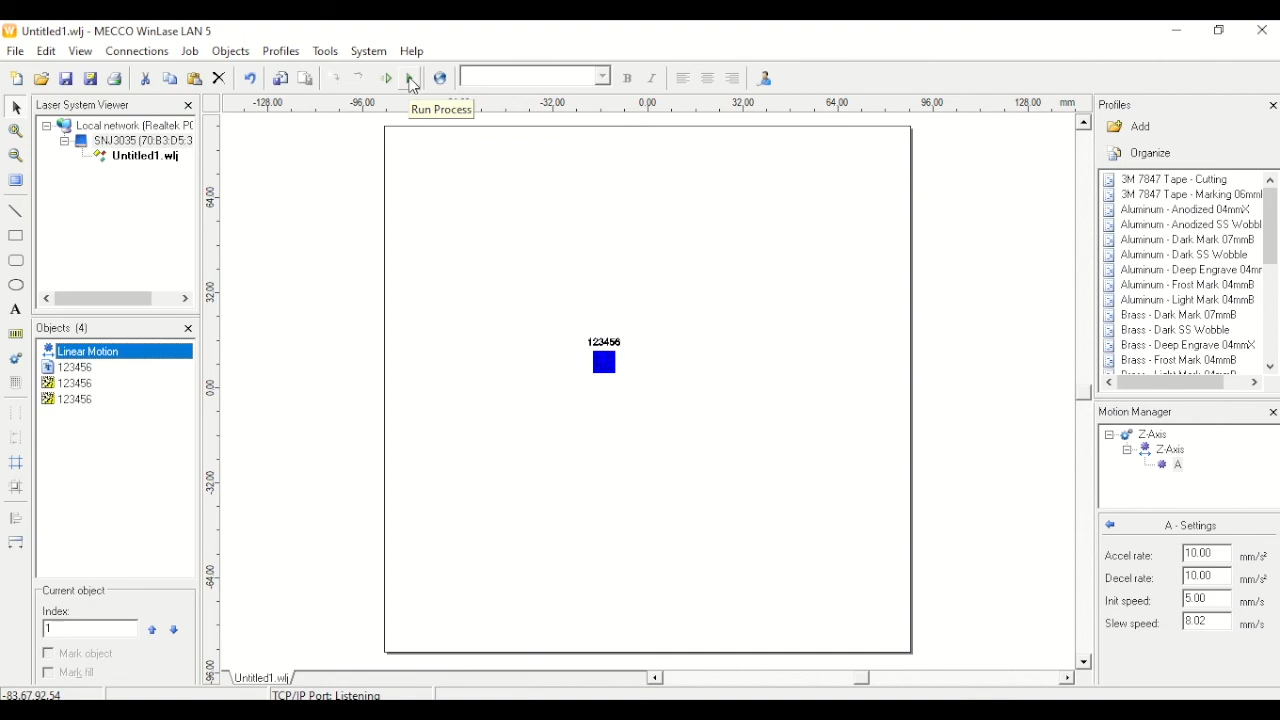 Untitled1.wlj - MECCO WinLase LAN 5
File Edit View Connections Job Objects Profiles Tools System Help
Laser System Viewer
Local network (Realtek PC
SNJ3035 (70:B3:D5:3
Untitled1.wlj
-128.00 -96.00 -32.00 0.00 32.00 64.00 96.00 128.00 mm
Run Process
64.00
32.00
0.00
-32.00
-64.00
-96.00
123456
Objects (4)
Linear Motion
123456
123456
123456
Current object
Index:
1
Mark object
Mark fill
Untitled1.wlj
-83.67,92.54
TCP/IP Port: Listening
Profiles
Add
Organize
3M 7847 Tape - Cutting
3M 7847 Tape - Marking 06mml
Aluminum - Anodized 04mmX
Aluminum - Anodized SS Wobbl
Aluminum - Dark Mark 07mmB
Aluminum - Dark SS Wobble
Aluminum - Deep Engrave 04mr
Aluminum - Frost Mark 04mmB
Aluminum - Light Mark 04mmB
Brass - Dark Mark 07mmB
Brass - Dark SS Wobble
Brass - Deep Engrave 04mmX
Brass - Frost Mark 04mmB
Motion Manager
Z-Axis
Z-Axis
A
A - Settings
Accel rate: 10.00 mm/s²
Decel rate: 10.00 mm/s²
Init speed: 5.00 mm/s
Slew speed: 8.02 mm/s